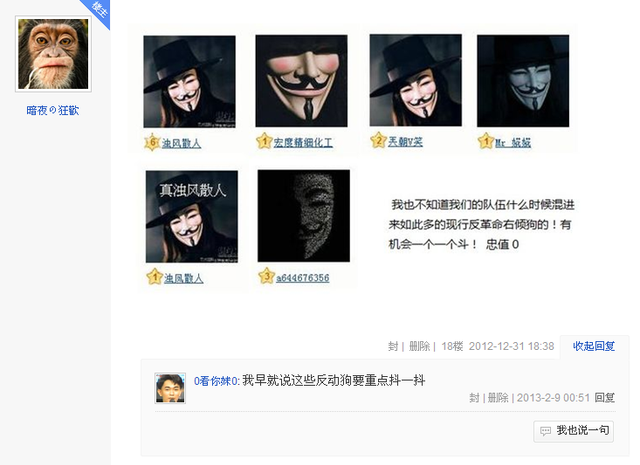 楼主
暗夜の狂歡
6 浊风散人
1 宏度精细化工
2 天朝V笑
1 Mr 娬娬
真浊风散人
1 浊风散人
3 a644676356
我也不知道我们的队伍什么时候混进
来如此多的现行反革命右倾狗的！有
机会一个一个斗！ 忠值 0
封 | 删除 | 18楼 2012-12-31 18:38 收起回复
0看你妹0: 我早就说这些反动狗要重点抖一抖
封 | 删除 | 2013-2-9 00:51 回复
我也说一句